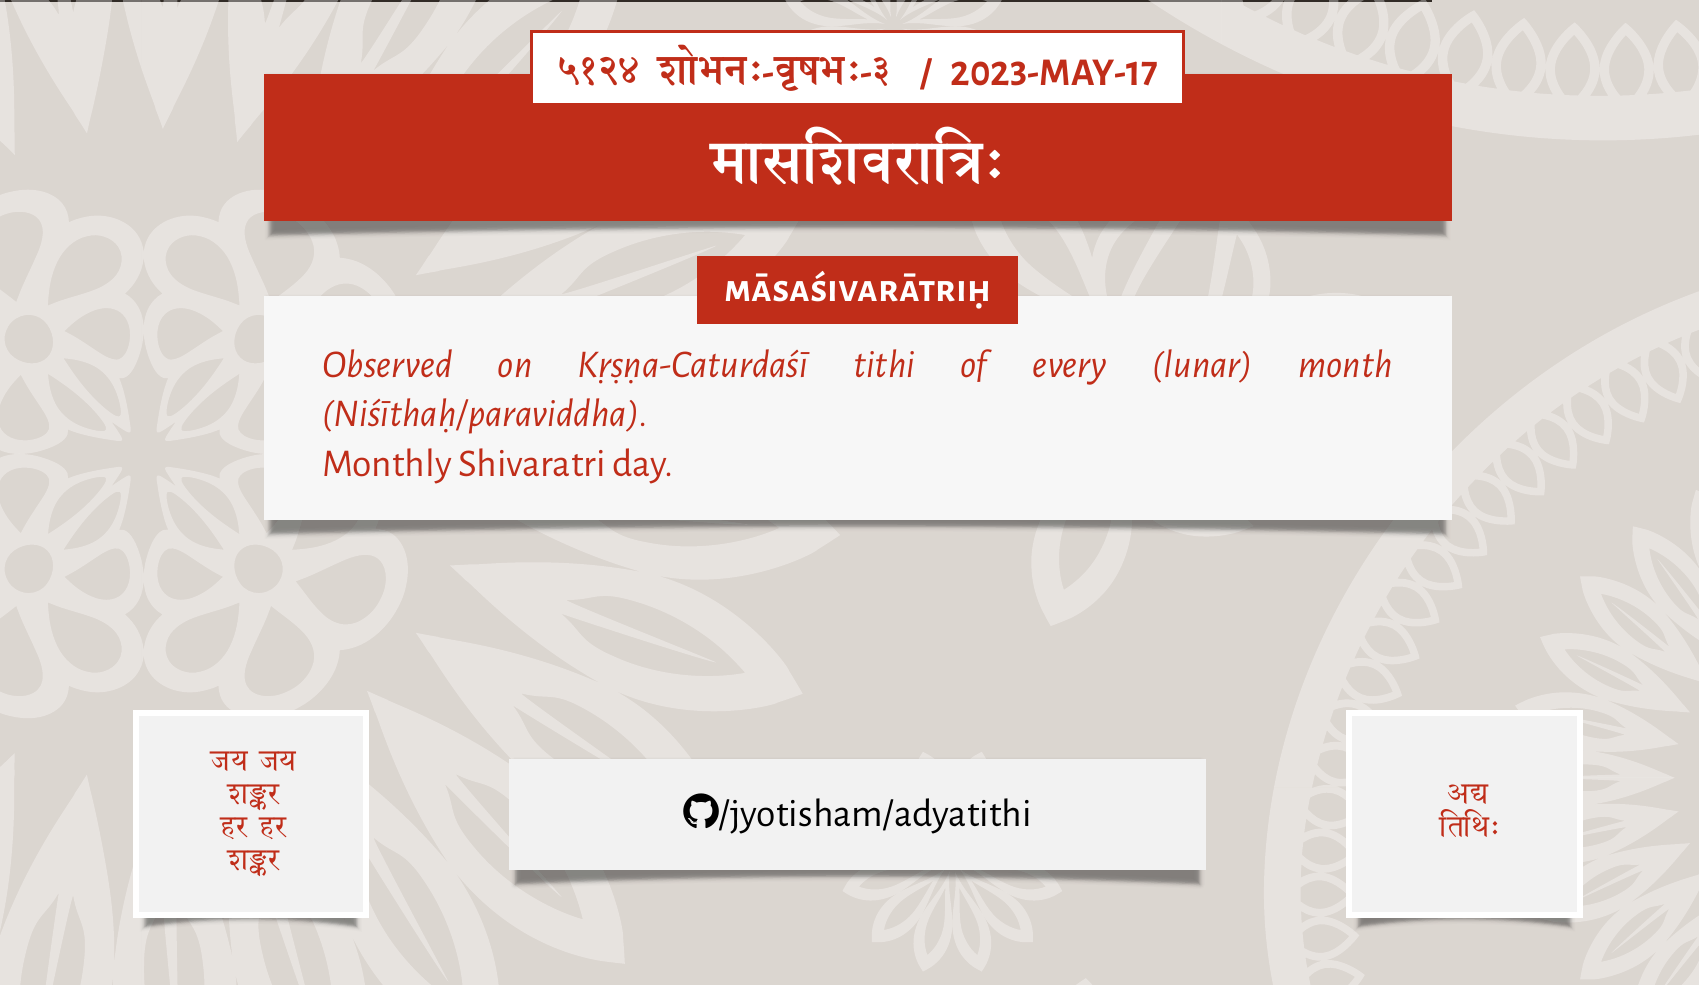 ५१२४ शोभनः-वृषभः-३ / 2023-MAY-17
मासशिवरात्रिः
MĀSAŚIVARĀTRIḤ
Observed on Kṛṣṇa-Caturdaśī tithi of every (lunar) month
(Niśīthaḥ/paraviddha).
Monthly Shivaratri day.
जय जय
शङ्कर
हर हर
शङ्कर
/jyotisham/adyatithi
अद्य
तिथिः